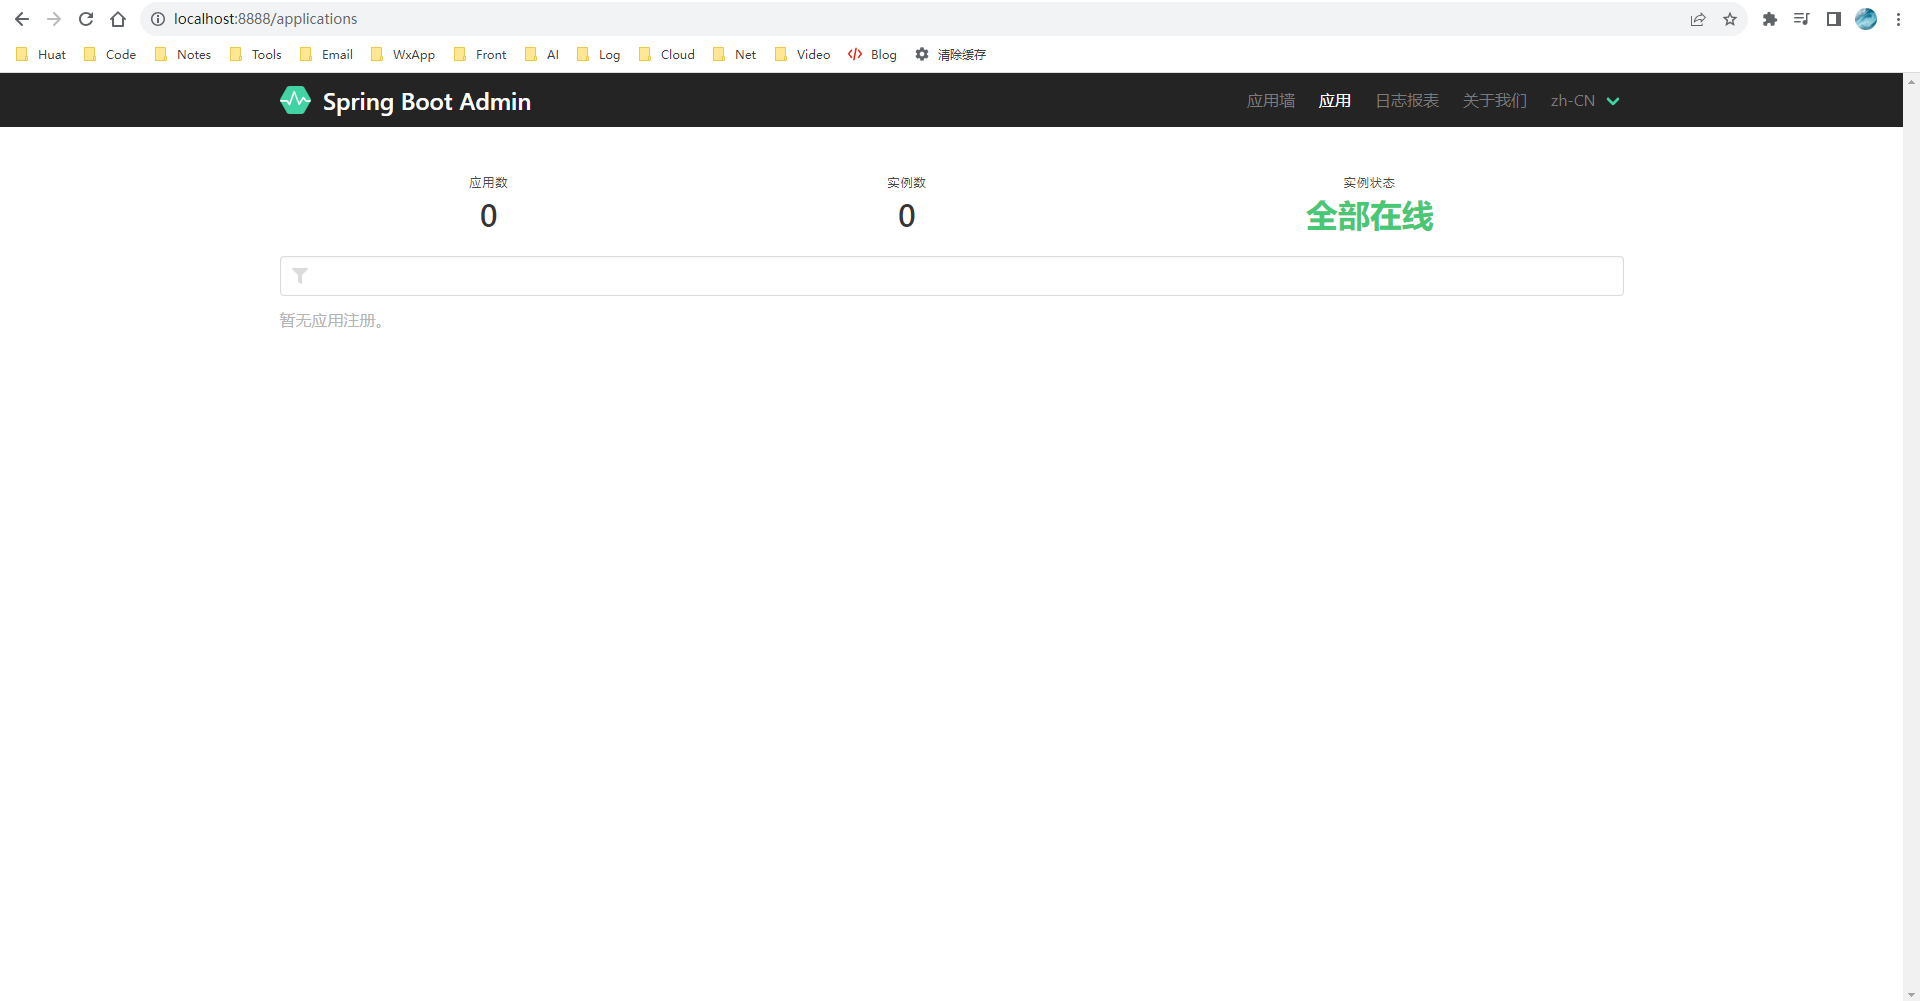 localhost:8888/applications
Huat Code Notes Tools Email WxApp Front AI Log Cloud Net Video Blog 清除缓存
Spring Boot Admin 应用墙 应用 日志报表 关于我们 zh-CN
应用数 实例数 实例状态
0 0 全部在线
暂无应用注册。